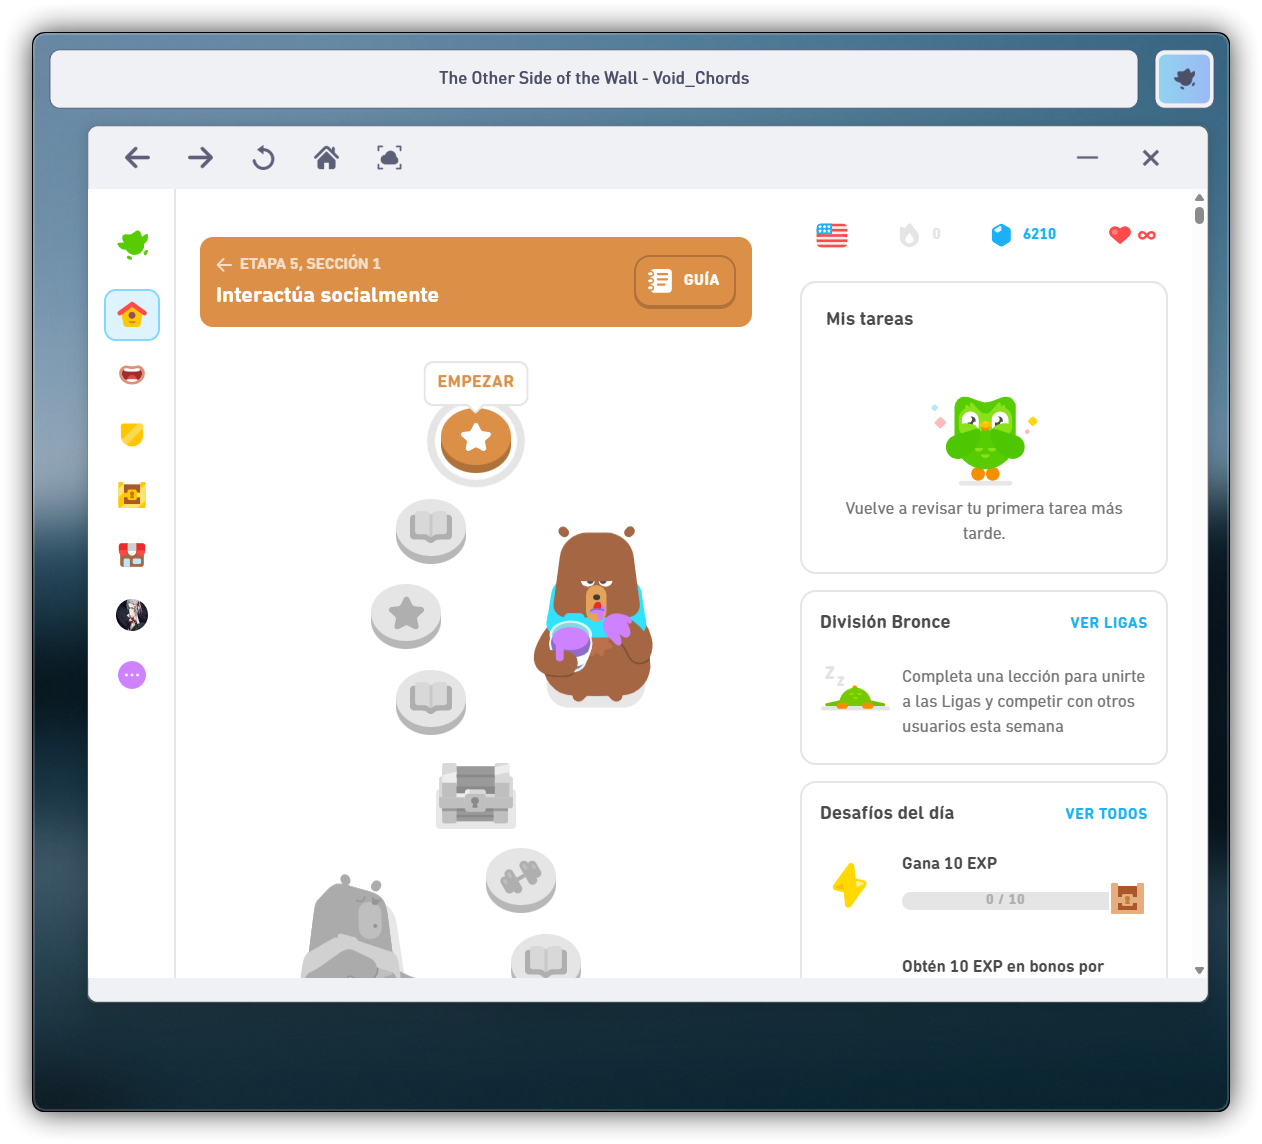 The Other Side of the Wall - Void_Chords
ETAPA 5, SECCIÓN 1
Interactúa socialmente
GUÍA
0
6210
∞
EMPEZAR
Mis tareas
Vuelve a revisar tu primera tarea más
tarde.
División Bronce
VER LIGAS
Z z
Completa una lección para unirte
a las Ligas y competir con otros
usuarios esta semana
Desafíos del día
VER TODOS
Gana 10 EXP
0 / 10
Obtén 10 EXP en bonos por